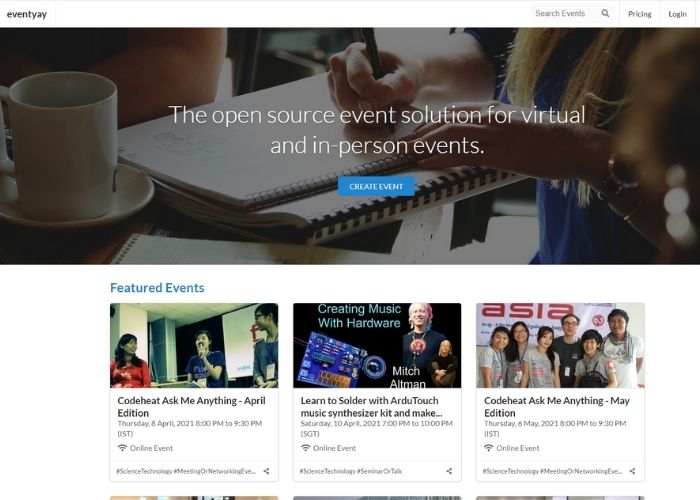 eventyay
Search Events
Pricing
Login
The open source event solution for virtual
and in-person events.
CREATE EVENT
Featured Events
Creating Music
With Hardware
Mitch
Altman
asia
Codeheat Ask Me Anything - April
Edition
Thursday, 8 April, 2021 8:00 PM to 9:30 PM
(IST)
Online Event
#ScienceTechnology #MeetingOrNetworkingEve...
Learn to Solder with ArduTouch
music synthesizer kit and make...
Saturday, 10 April, 2021 7:00 PM to 10:00 PM
(SGT)
Online Event
#ScienceTechnology #SeminarOrTalk
Codeheat Ask Me Anything - May
Edition
Thursday, 6 May, 2021 8:00 PM to 9:30 PM
(IST)
Online Event
#ScienceTechnology #MeetingOrNetworkingEve...